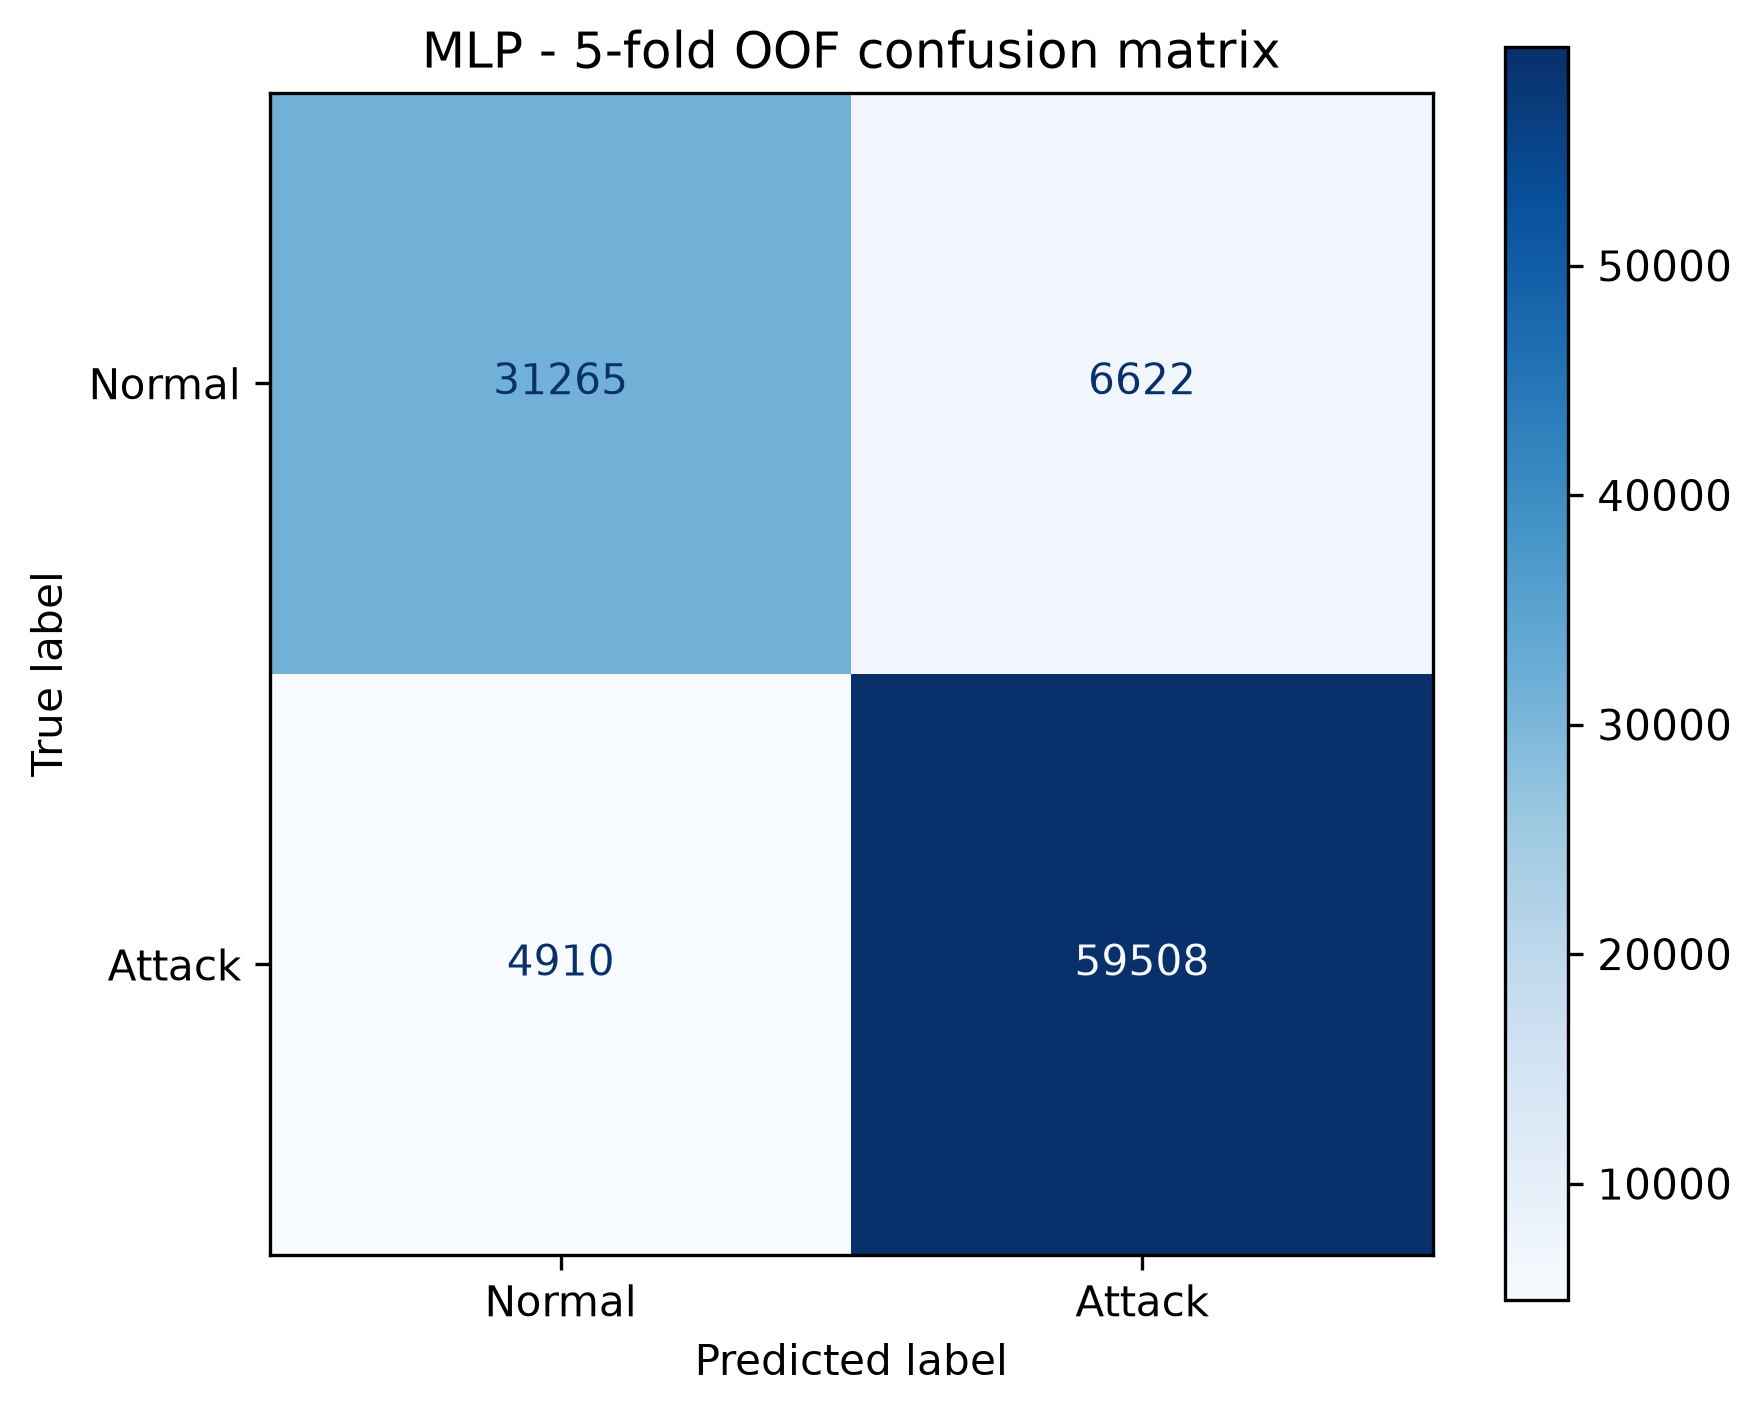 MLP - 5-fold OOF confusion matrix
True label
Normal
Attack
31265
6622
4910
59508
Normal
Attack
Predicted label
50000
40000
30000
20000
10000